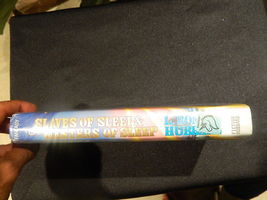 SLAVES OF SLEEP &
MASTERS OF SLEEP
L. RON
HUBBARD